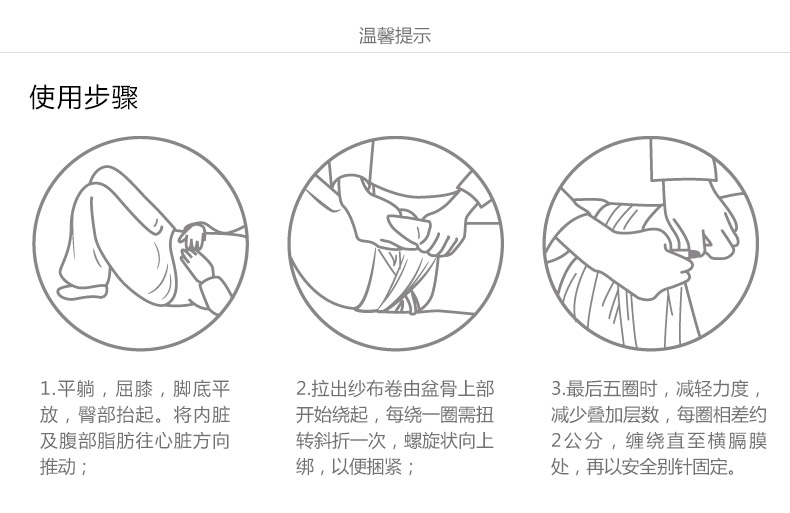 温馨提示
使用步骤
1.平躺，屈膝，脚底平
放，臀部抬起。将内脏
及腹部脂肪往心脏方向
推动；
2.拉出纱布卷由盆骨上部
开始绕起，每绕一圈需扭
转斜折一次，螺旋状向上
绑，以便捆紧；
3.最后五圈时，减轻力度，
减少叠加层数，每圈相差约
2公分，缠绕直至横膈膜
处，再以安全别针固定。